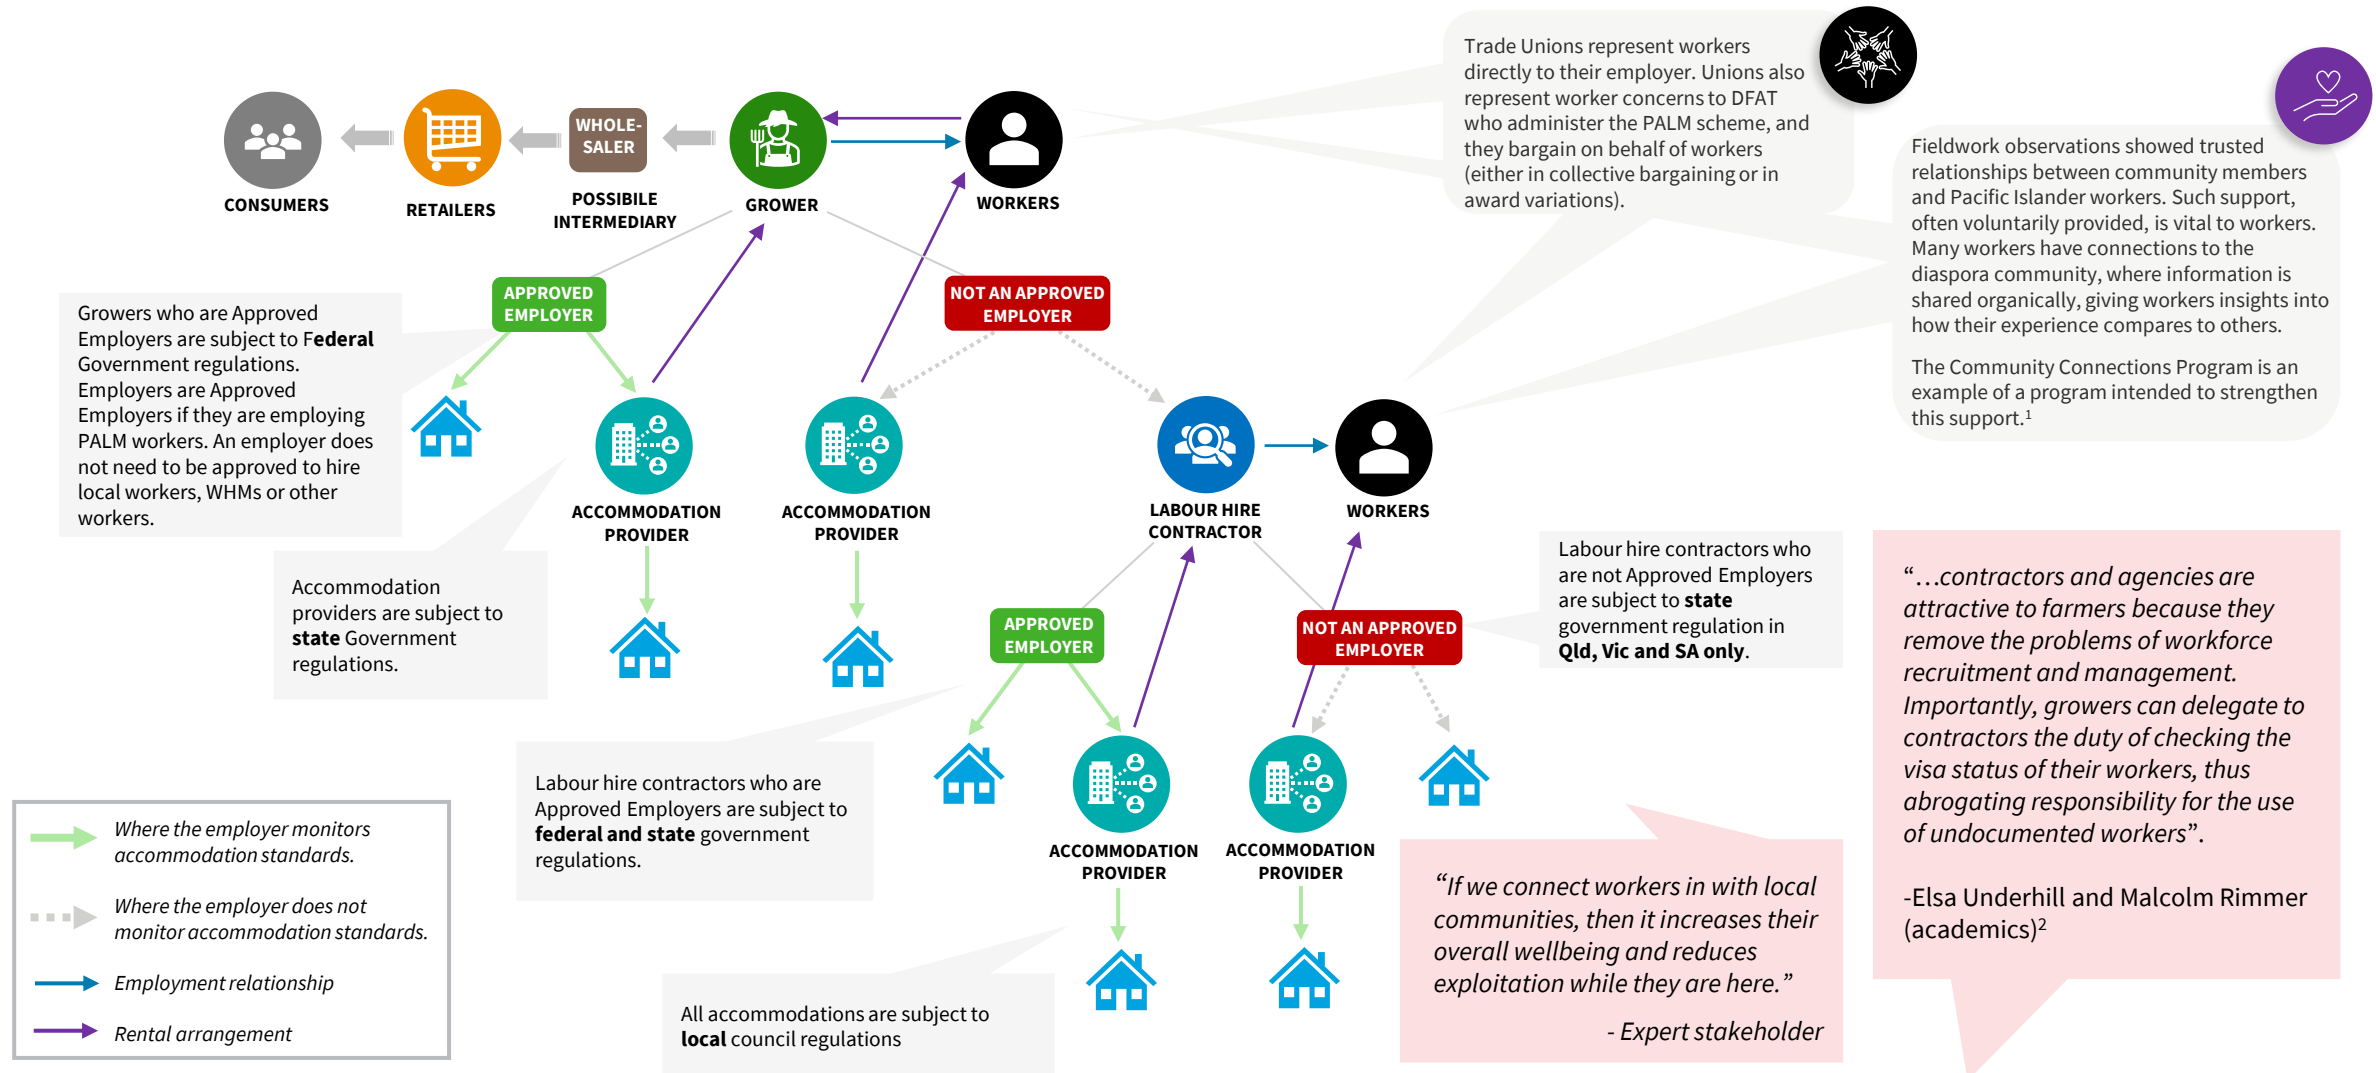 Trade Unions represent workers
directly to their employer. Unions also
represent worker concerns to DFAT
who administer the PALM scheme, and
they bargain on behalf of workers
(either in collective bargaining or in
award variations).
Fieldwork observations showed trusted
relationships between community members
and Pacific Islander workers. Such support,
often voluntarily provided, is vital to workers.
Many workers have connections to the
diaspora community, where information is
shared organically, giving workers insights into
how their experience compares to others.
The Community Connections Program is an
example of a program intended to strengthen
this support.¹
CONSUMERS
RETAILERS
WHOLE-
SALER
POSSIBILE
INTERMEDIARY
GROWER
WORKERS
APPROVED
EMPLOYER
NOT AN APPROVED
EMPLOYER
Growers who are Approved
Employers are subject to Federal
Government regulations.
Employers are Approved
Employers if they are employing
PALM workers. An employer does
not need to be approved to hire
local workers, WHMs or other
workers.
ACCOMMODATION
PROVIDER
ACCOMMODATION
PROVIDER
LABOUR HIRE
CONTRACTOR
WORKERS
Accommodation
providers are subject to
state Government
regulations.
APPROVED
EMPLOYER
NOT AN APPROVED
EMPLOYER
Labour hire contractors who
are not Approved Employers
are subject to state
government regulation in
Qld, Vic and SA only.
“…contractors and agencies are
attractive to farmers because they
remove the problems of workforce
recruitment and management.
Importantly, growers can delegate to
contractors the duty of checking the
visa status of their workers, thus
abrogating responsibility for the use
of undocumented workers”.
-Elsa Underhill and Malcolm Rimmer
(academics)²
Labour hire contractors who are
Approved Employers are subject to
federal and state government
regulations.
ACCOMMODATION
PROVIDER
ACCOMMODATION
PROVIDER
“If we connect workers in with local
communities, then it increases their
overall wellbeing and reduces
exploitation while they are here.”
- Expert stakeholder
All accommodations are subject to
local council regulations
Where the employer monitors
accommodation standards.
Where the employer does not
monitor accommodation standards.
Employment relationship
Rental arrangement